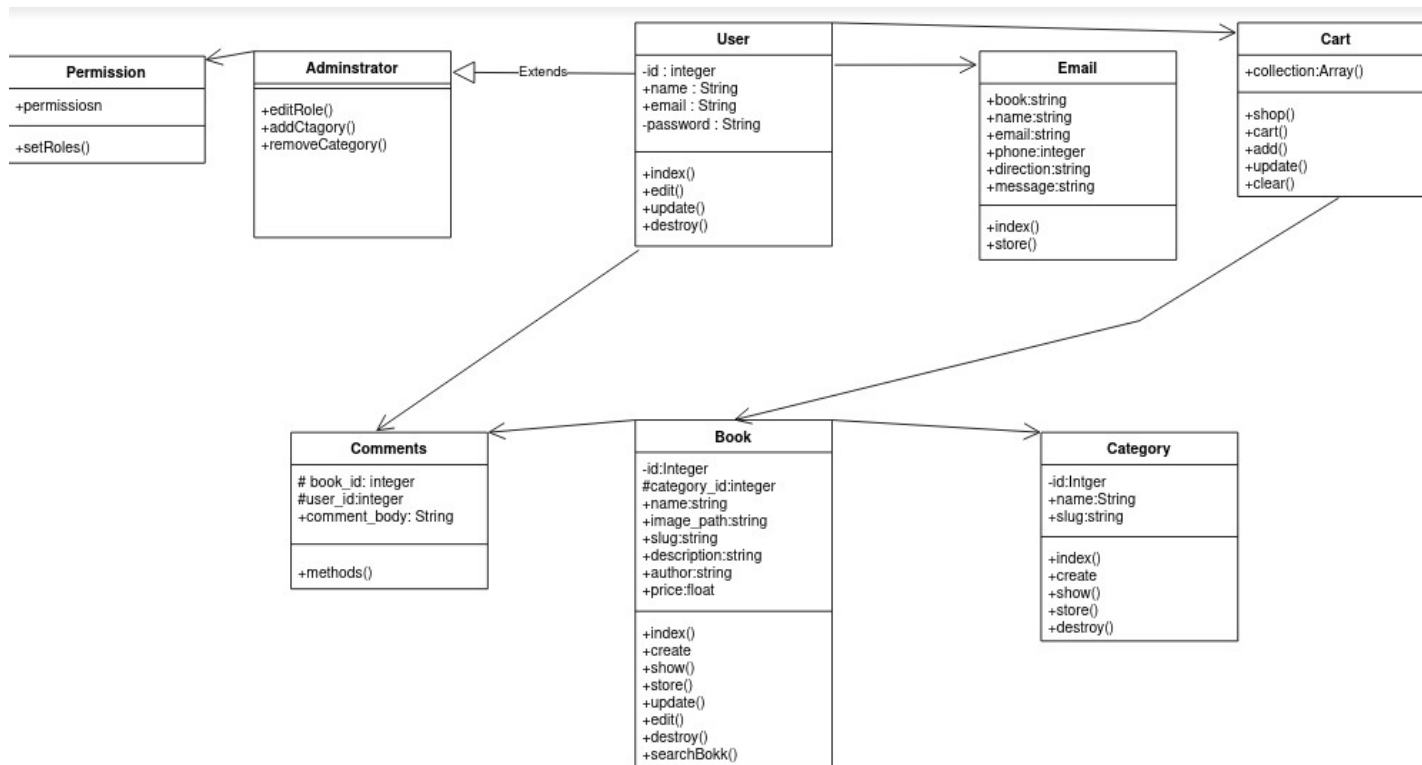 Permission
+permissiosn
+setRoles()
Adminstrator
+editRole()
+addCtagory()
+removeCategory()
Extends
User
-id : integer
+name : String
+email : String
-password : String
+index()
+edit()
+update()
+destroy()
Email
+book:string
+name:string
+email:string
+phone:integer
+direction:string
+message:string
+index()
+store()
Cart
+collection:Array()
+shop()
+cart()
+add()
+update()
+clear()
Comments
# book_id: integer
#user_id:integer
+comment_body: String
+methods()
Book
-id:Integer
#category_id:integer
+name:string
+image_path:string
+slug:string
+description:string
+author:string
+price:float
+index()
+create
+show()
+store()
+update()
+edit()
+destroy()
+searchBokk()
Category
-id:Intger
+name:String
+slug:string
+index()
+create
+show()
+store()
+destroy()